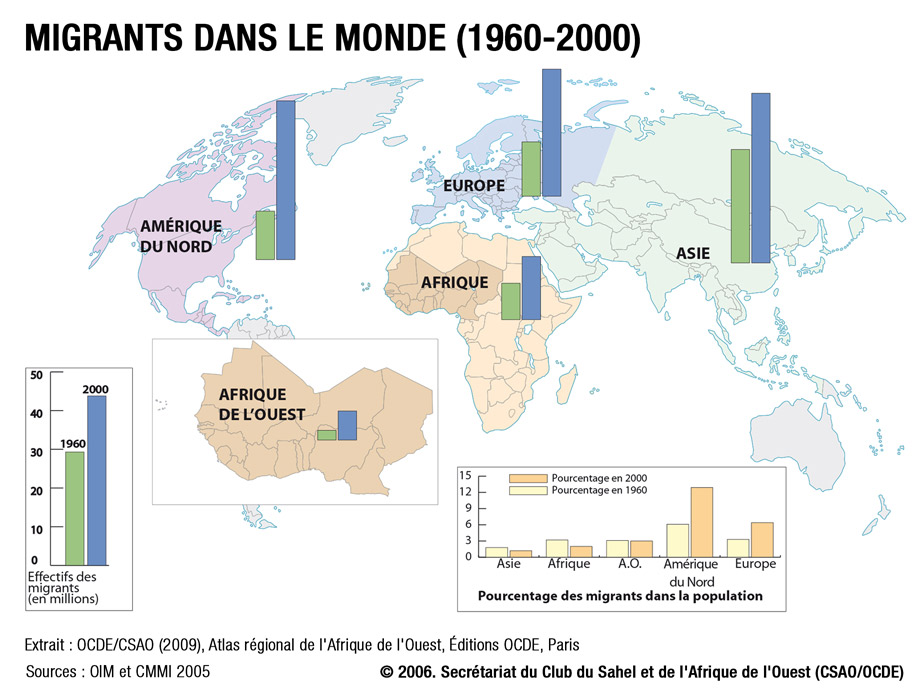 MIGRANTS DANS LE MONDE (1960-2000)
AMÉRIQUE
DU NORD
EUROPE
ASIE
AFRIQUE
AFRIQUE
DE L'OUEST
50
40
30
20
10
0
1960
2000
Effectifs des
migrants
(en millions)
15
12
9
6
3
0
Pourcentage en 2000
Pourcentage en 1960
Asie
Afrique
A.O.
Amérique
du Nord
Europe
Pourcentage des migrants dans la population
Extrait : OCDE/CSAO (2009), Atlas régional de l'Afrique de l'Ouest, Éditions OCDE, Paris
Sources : OIM et CMMI 2005
© 2006. Secrétariat du Club du Sahel et de l'Afrique de l'Ouest (CSAO/OCDE)